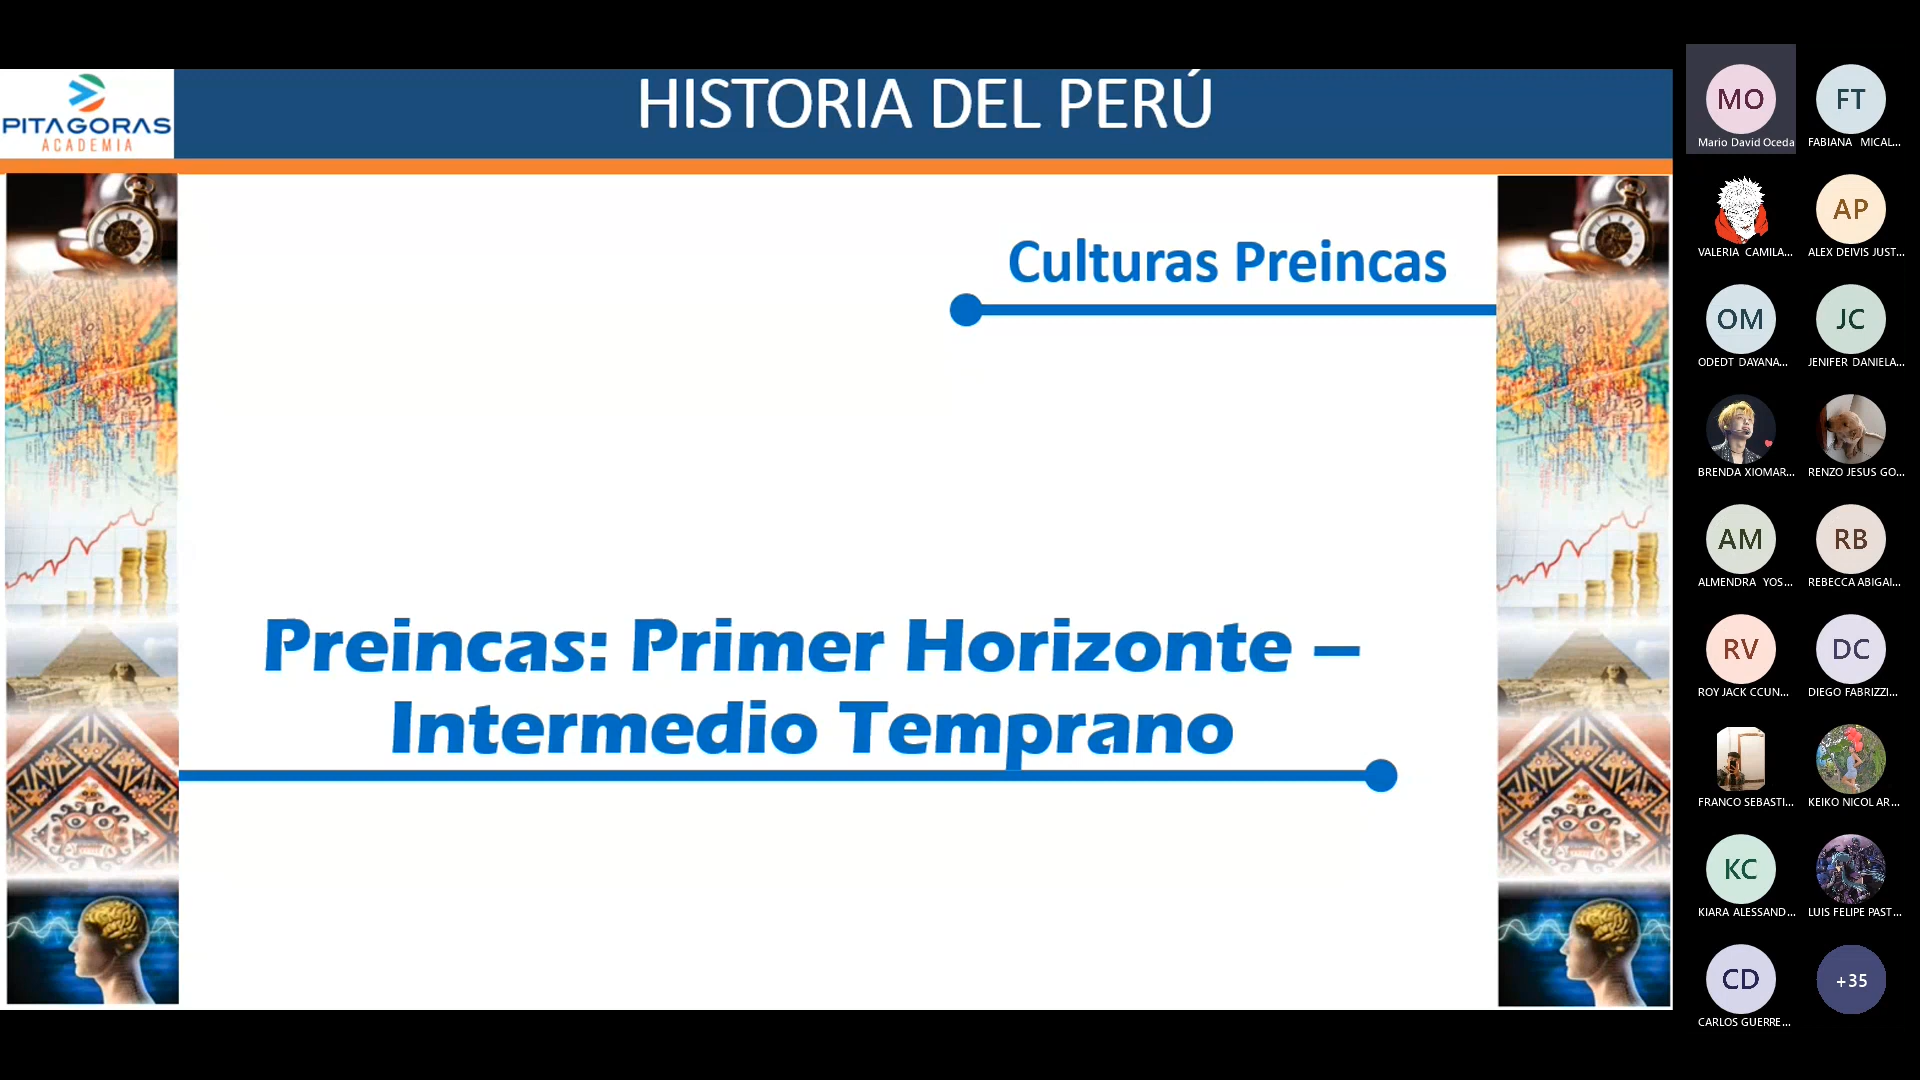 PITAGORAS
ACADEMIA
HISTORIA DEL PERÚ
Culturas Preincas
Preincas: Primer Horizonte –
Intermedio Temprano
MO
Mario David Oceda
FT
FABIANA MICAL...
VALERIA CAMILA...
AP
ALEX DEIVIS JUST...
OM
ODEDT DAYANA...
JC
JENIFER DANIELA...
BRENDA XIOMAR...
RENZO JESUS GO...
AM
ALMENDRA YOS...
RB
REBECCA ABIGAI...
RV
ROY JACK CCUN...
DC
DIEGO FABRIZZI...
FRANCO SEBASTI...
KEIKO NICOL AR...
KC
KIARA ALESSAND...
LUIS FELIPE PAST...
CD
CARLOS GUERRE...
+35